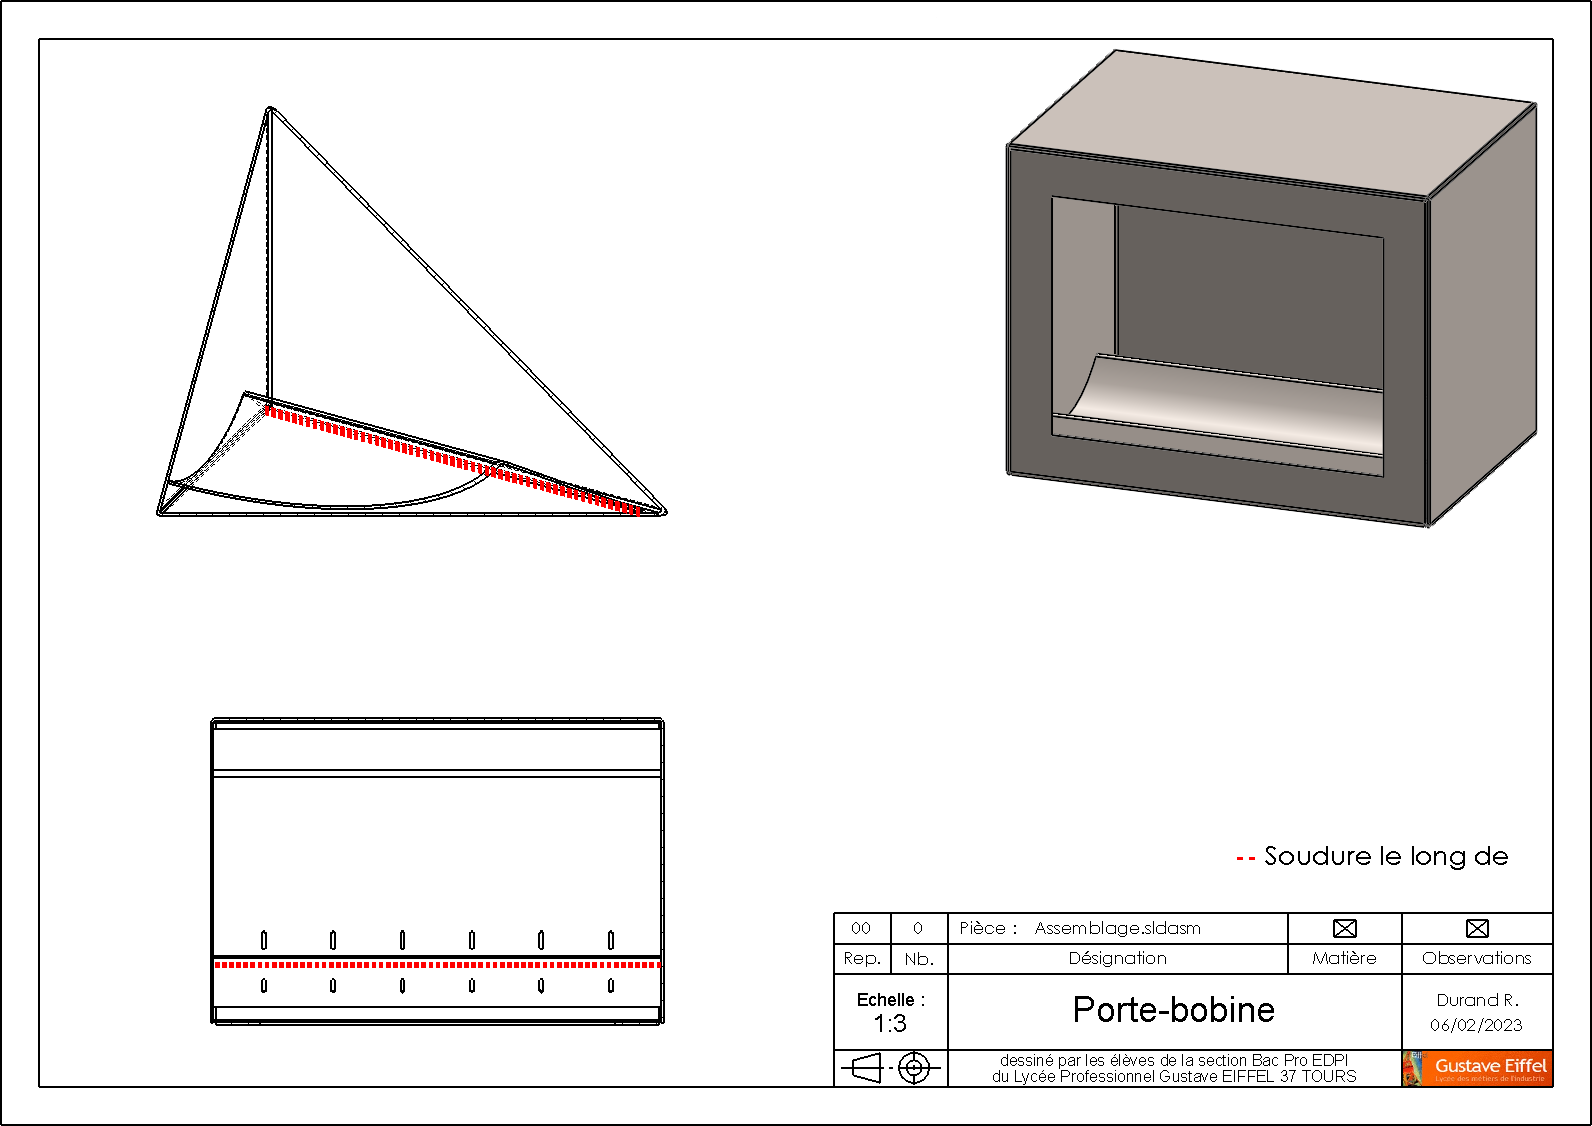 -- Soudure le long de
00 0 Pièce : Assemblage.sldasm
Rep. Nb. Désignation Matière Observations
Echelle :
1:3
Porte-bobine
Durand R.
06/02/2023
dessiné par les élèves de la section Bac Pro EDPI
du Lycée Professionnel Gustave EIFFEL 37 TOURS
Gustave Eiffel
Lycée des métiers de l'industrie